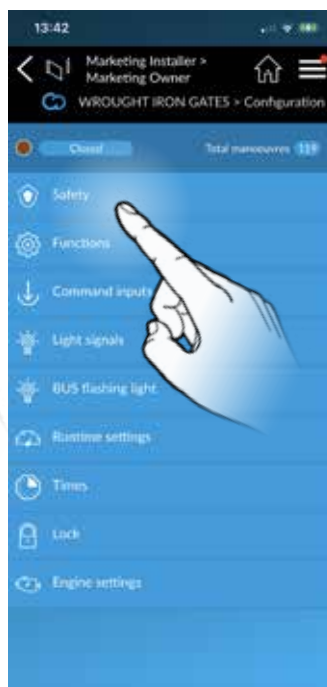 13:42
Marketing Installer >
Marketing Owner
WROUGHT IRON GATES > Configuration
Closed Total manoeuvres 119
Safety
Functions
Command inputs
Light signals
BUS flashing light
Runtime settings
Times
Lock
Engine settings